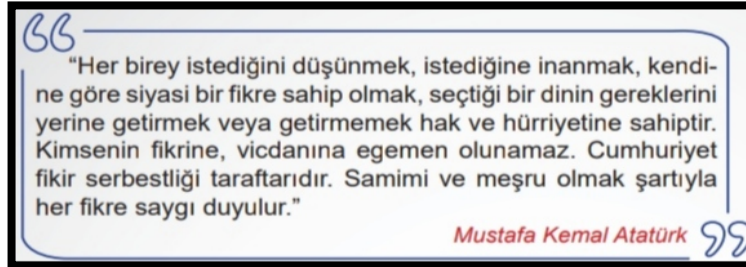 “Her birey istediğini düşünmek, istediğine inanmak, kendi-
ne göre siyasi bir fikre sahip olmak, seçtiği bir dinin gereklerini
yerine getirmek veya getirmemek hak ve hürriyetine sahiptir.
Kimsenin fikrine, vicdanına egemen olunamaz. Cumhuriyet
fikir serbestliği taraftarıdır. Samimi ve meşru olmak şartıyla
her fikre saygı duyulur.”
Mustafa Kemal Atatürk